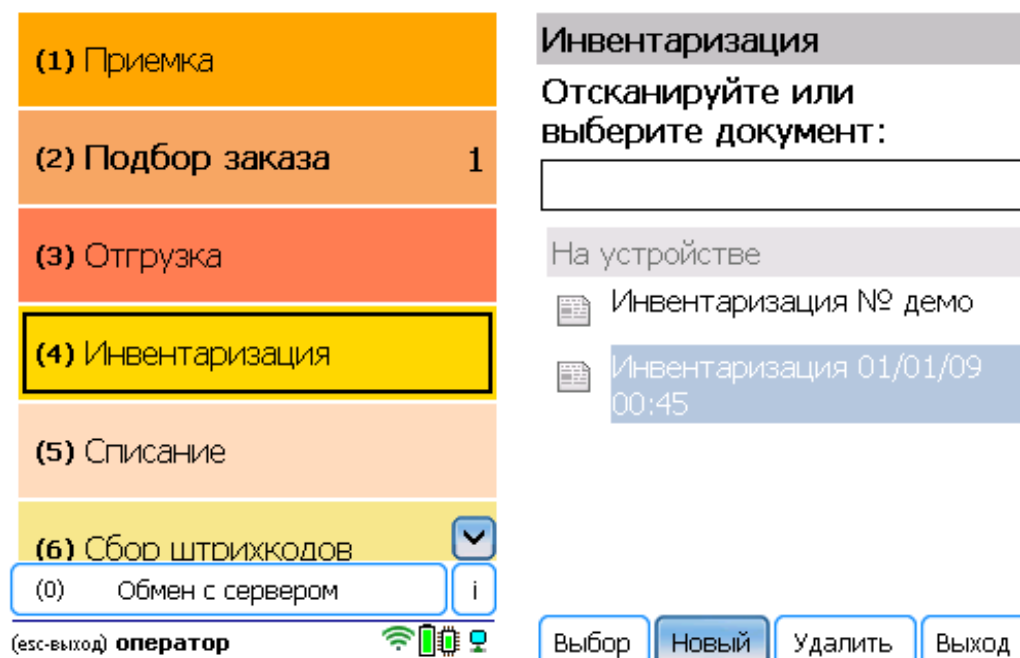 (1) Приемка
(2) Подбор заказа 1
(3) Отгрузка
(4) Инвентаризация
(5) Списание
(6) Сбор штрихкодов
(0) Обмен с сервером i
(esc-выход) оператор
Инвентаризация
Отсканируйте или
выберите документ:
На устройстве
Инвентаризация № демо
Инвентаризация 01/01/09
00:45
Выбор Новый Удалить Выход